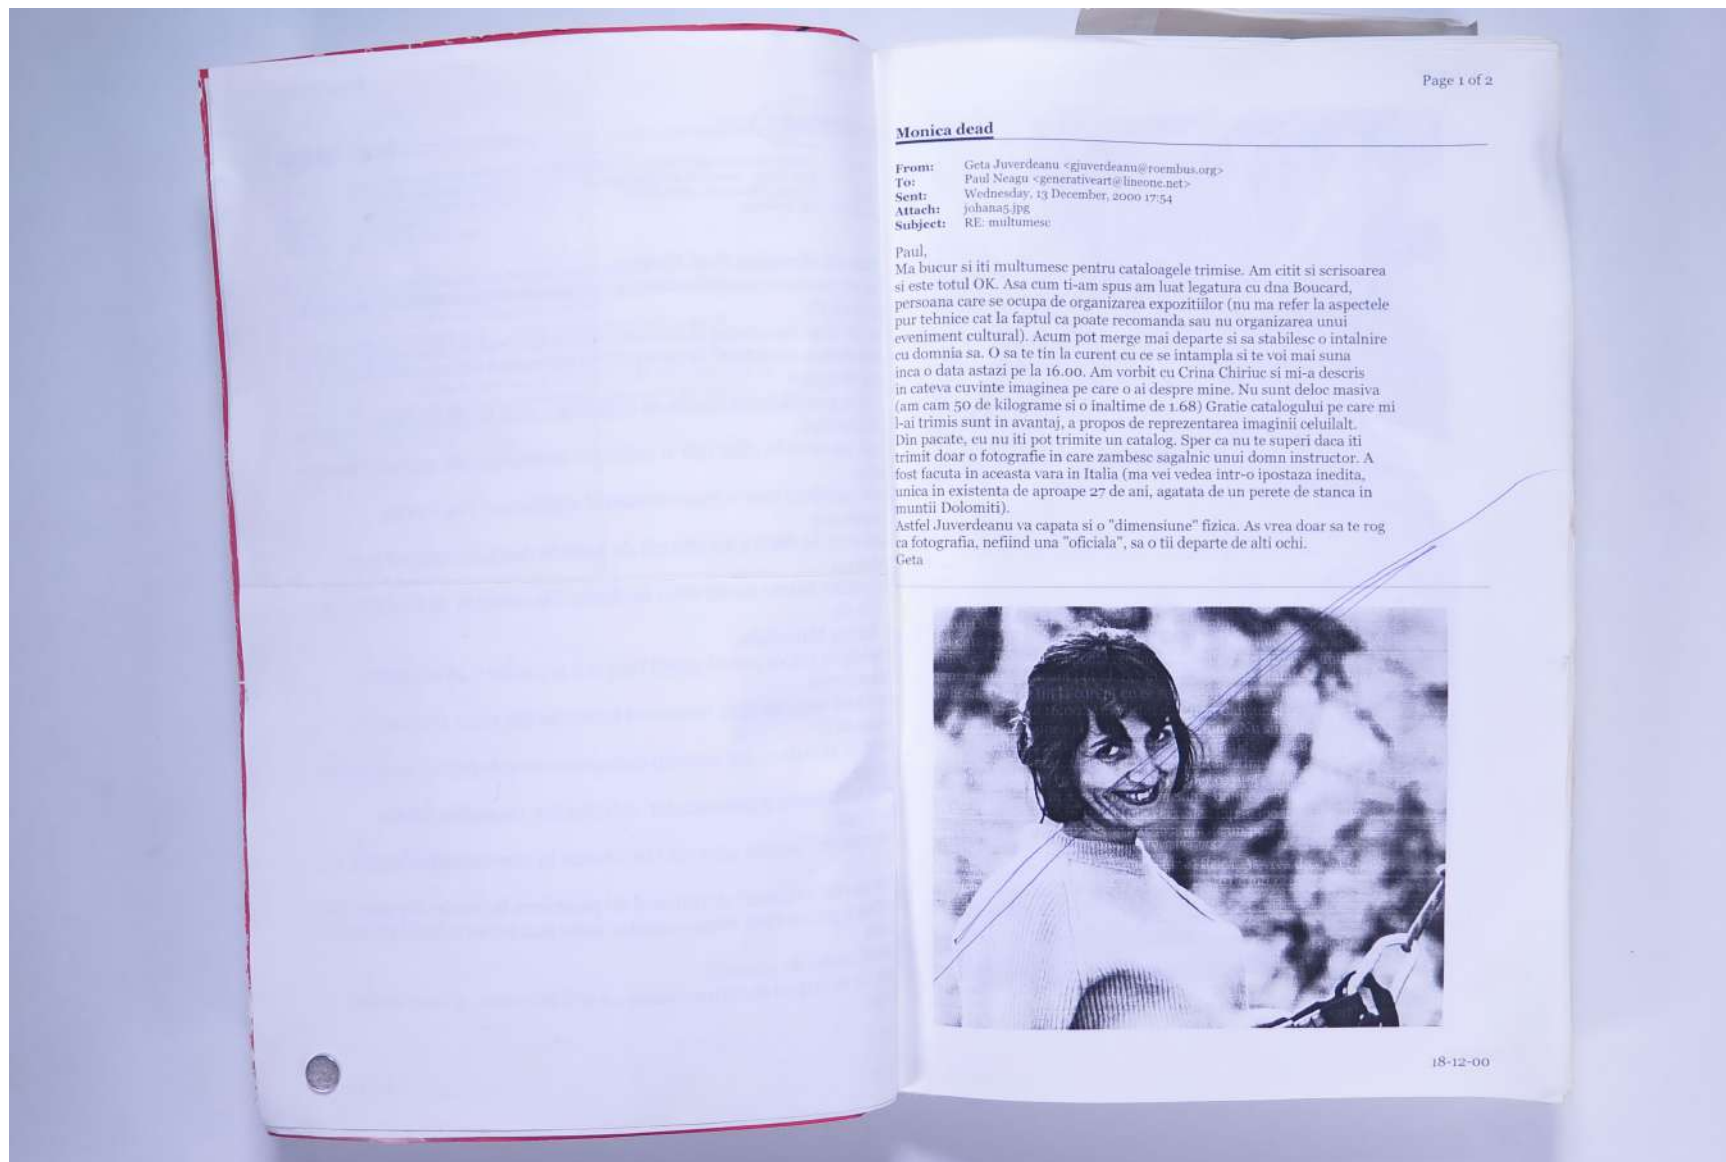 Page 1 of 2
Monica dead
From: Geta Juverdeanu <gjuverdeanu@roembus.org>
To: Paul Neagu <generativeart@lineone.net>
Sent: Wednesday, 13 December, 2000 17:54
Attach: johana5.jpg
Subject: RE: multumesc
Paul,
Ma bucur si iti multumesc pentru cataloagele trimise. Am citit si scrisoarea
si este totul OK. Asa cum ti-am spus am luat legatura cu dna Boucard,
persoana care se ocupa de organizarea expozitiilor (nu ma refer la aspectele
pur tehnice cat la faptul ca poate recomanda sau nu organizarea unui
eveniment cultural). Acum pot merge mai departe si sa stabilesc o intalnire
cu domnia sa. O sa te tin la curent cu ce se intampla si te voi mai suna
inca o data astazi pe la 16.00. Am vorbit cu Crina Chiriuc si mi-a descris
in cateva cuvinte imaginea pe care o ai despre mine. Nu sunt deloc masiva
(am cam 50 de kilograme si o inaltime de 1.68) Gratie catalogului pe care mi
l-ai trimis sunt in avantaj, a propos de reprezentarea imaginii celuilalt.
Din pacate, eu nu iti pot trimite un catalog. Sper ca nu te superi daca iti
trimit doar o fotografie in care zambesc sagalnic unui domn instructor. A
fost facuta in aceasta vara in Italia (ma vei vedea intr-o ipostaza inedita,
unica in existenta de aproape 27 de ani, agatata de un perete de stanca in
muntii Dolomiti).
Astfel Juverdeanu va capata si o "dimensiune" fizica. As vrea doar sa te rog
ca fotografia, nefiind una "oficiala", sa o tii departe de alti ochi.
Geta
18-12-00